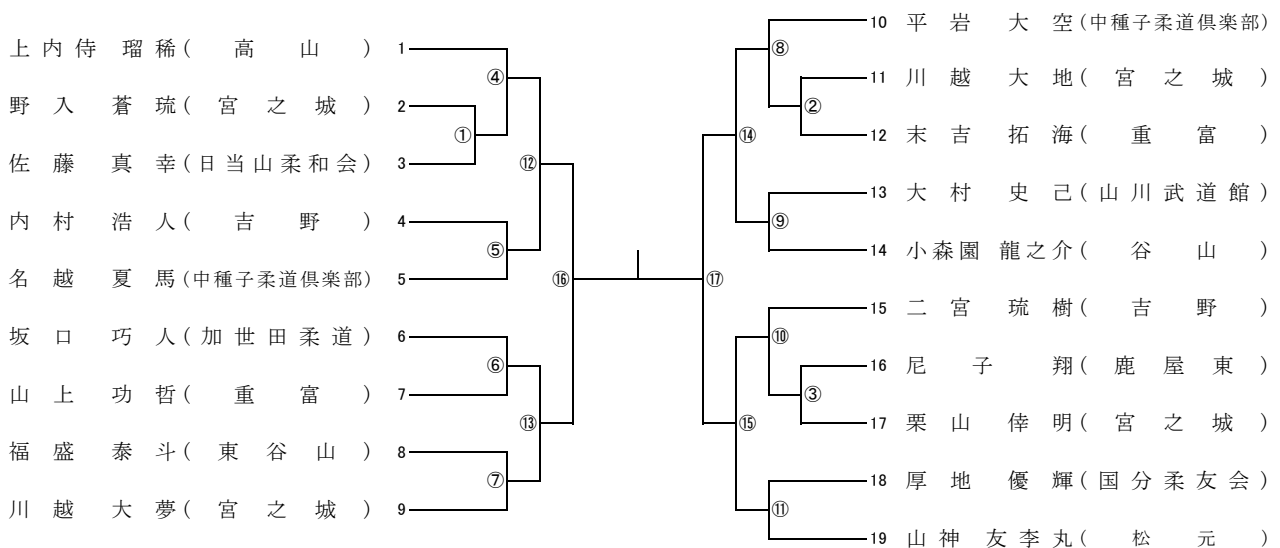 上内侍 瑠稀(高山) 1
④
野入蒼琉(宮之城) 2
①
佐藤真幸(日当山柔和会) 3
⑫
内村浩人(吉野) 4
⑤
名越夏馬(中種子柔道倶楽部) 5
⑯
坂口巧人(加世田柔道) 6
⑥
山上功哲(重富) 7
⑬
福盛泰斗(東谷山) 8
⑦
川越大夢(宮之城) 9
10 平岩大空(中種子柔道倶楽部)
⑧
11 川越大地(宮之城)
②
12 末吉拓海(重富)
⑭
13 大村史己(山川武道館)
⑨
14 小森園 龍之介(谷山)
⑰
15 二宮琉樹(吉野)
⑩
16 尼子翔(鹿屋東)
③
17 栗山倖明(宮之城)
⑮
18 厚地優輝(国分柔友会)
⑪
19 山神友李丸(松元)